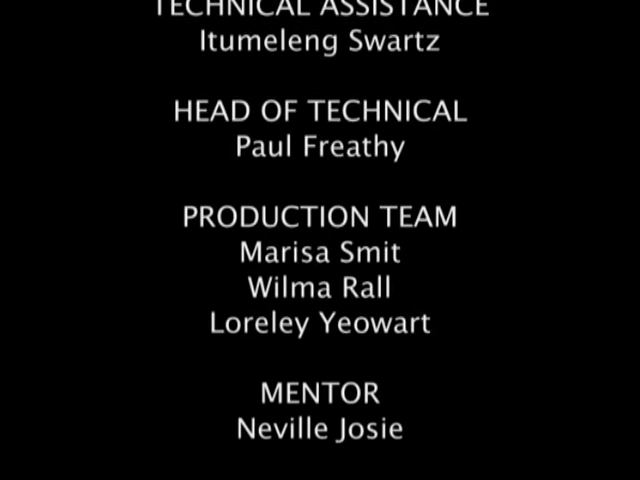 TECHNICAL ASSISTANCE
Itumeleng Swartz
HEAD OF TECHNICAL
Paul Freathy
PRODUCTION TEAM
Marisa Smit
Wilma Rall
Loreley Yeowart
MENTOR
Neville Josie